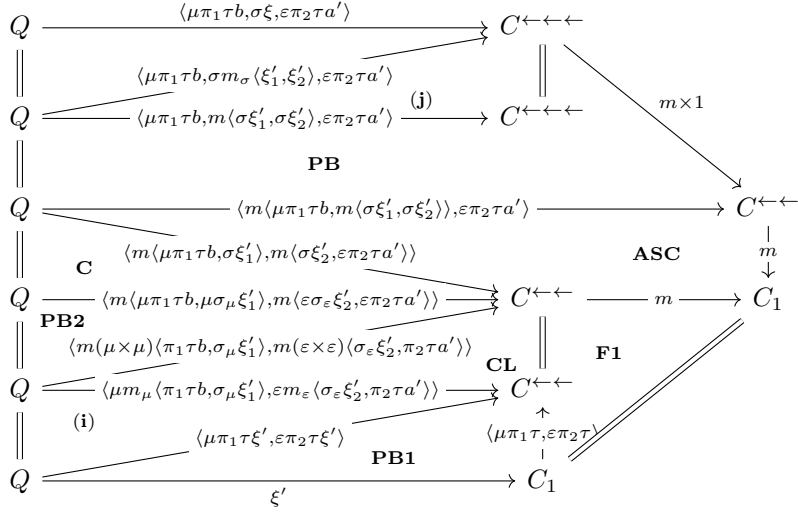 ⟨μπ₁τb,σξ,επ₂τa′⟩
Q C←←←
⟨μπ₁τb,σm_σ⟨ξ′₁,ξ′₂⟩,επ₂τa′⟩
(j)
m×1
Q ⟨μπ₁τb,m⟨σξ′₁,σξ′₂⟩,επ₂τa′⟩ C←←←
PB
Q ⟨m⟨μπ₁τb,m⟨σξ′₁,σξ′₂⟩⟩,επ₂τa′⟩ C←←
⟨m⟨μπ₁τb,σξ′₁⟩,m⟨σξ′₂,επ₂τa′⟩⟩
C ASC m
Q ⟨m⟨μπ₁τb,μσ_μξ′₁⟩,m⟨εσ_εξ′₂,επ₂τa′⟩⟩ C←←← m C₁
PB2
⟨m(μ×μ)⟨π₁τb,σ_μξ′₁⟩,m(ε×ε)⟨σ_εξ′₂,π₂τa′⟩⟩ F1
CL
Q ⟨μm_μ⟨π₁τb,σ_μξ′₁⟩,εm_ε⟨σ_εξ′₂,π₂τa′⟩⟩ C←←←
(i)
⟨μπ₁τξ′,επ₂τξ′⟩ ⟨μπ₁τ,επ₂τ⟩
PB1
Q C₁
ξ′